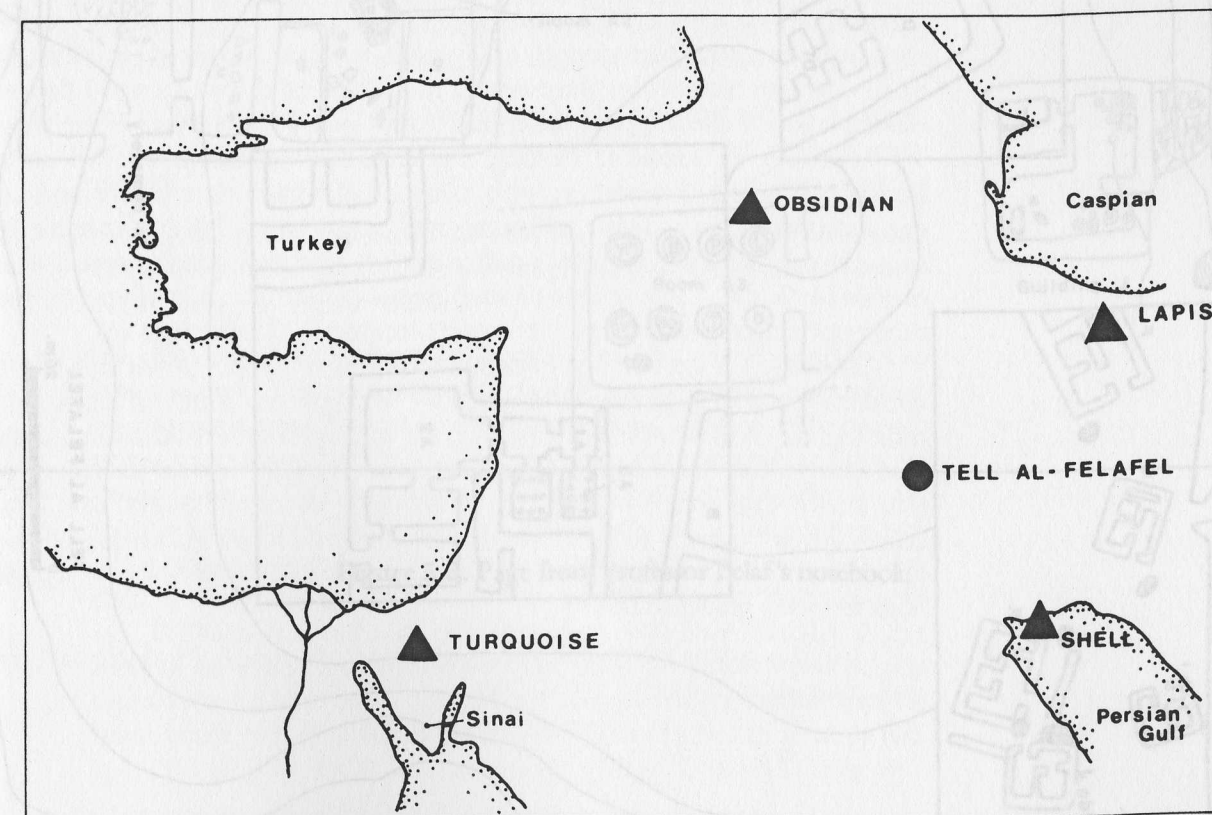 OBSIDIAN
Caspian
Turkey
LAPIS
TELL AL-FELAFEL
TURQUOISE
SHELL
Sinai
Persian
Gulf